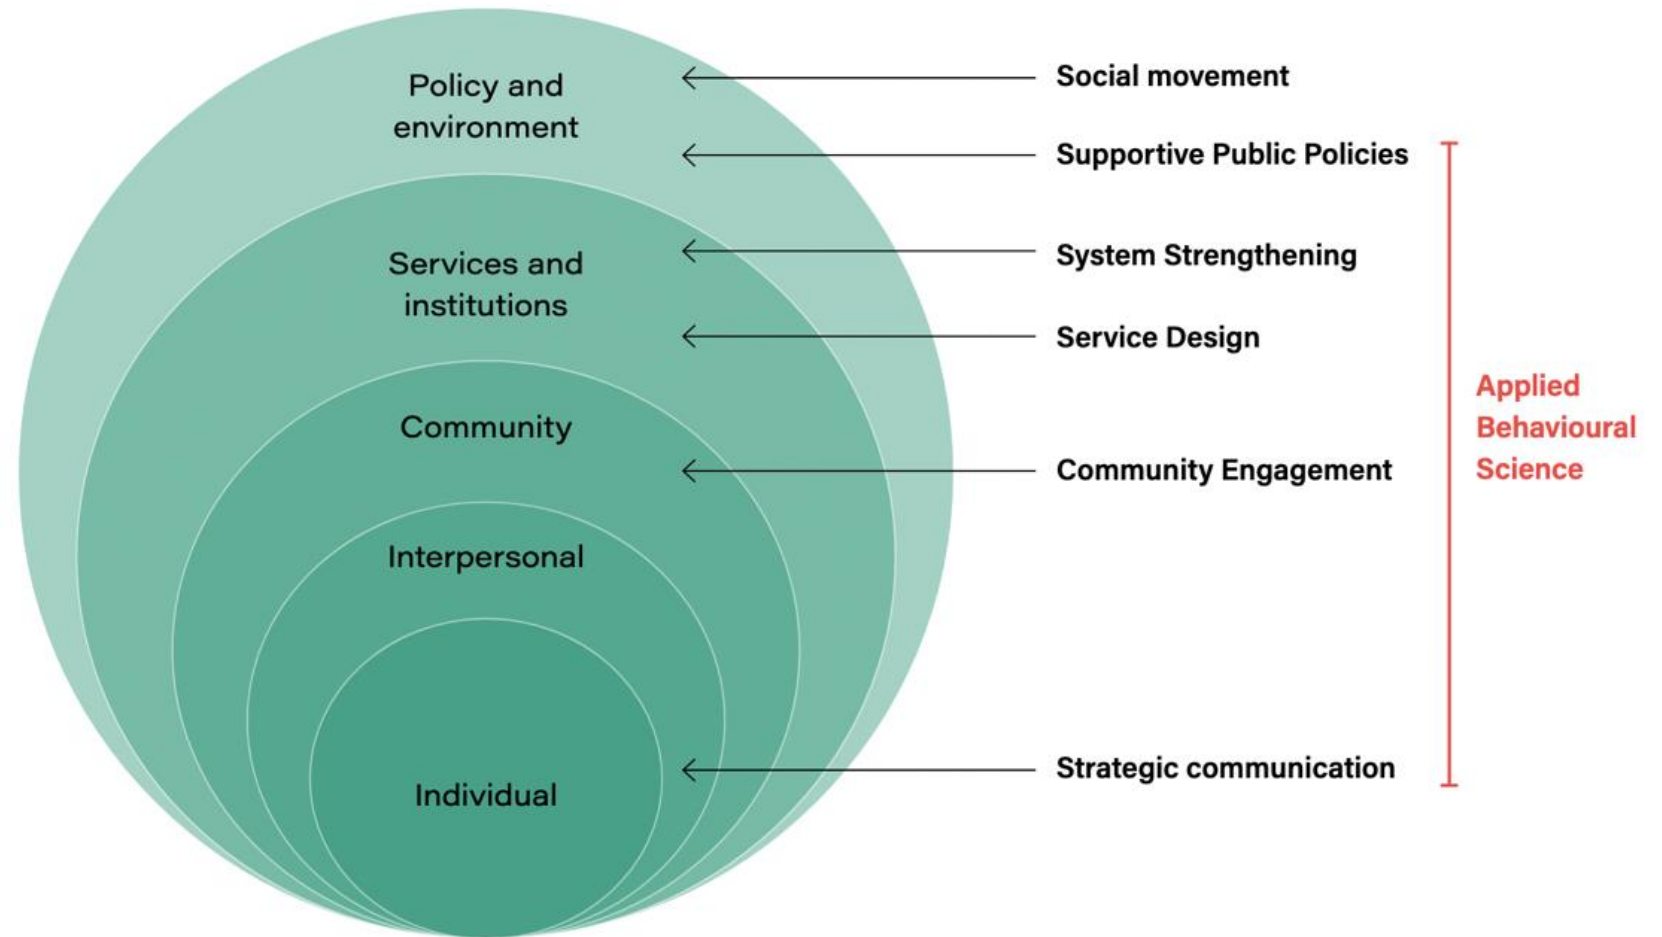 Policy and
environment
Services and
institutions
Community
Interpersonal
Individual
Social movement
Supportive Public Policies
System Strengthening
Service Design
Community Engagement
Strategic communication
Applied
Behavioural
Science